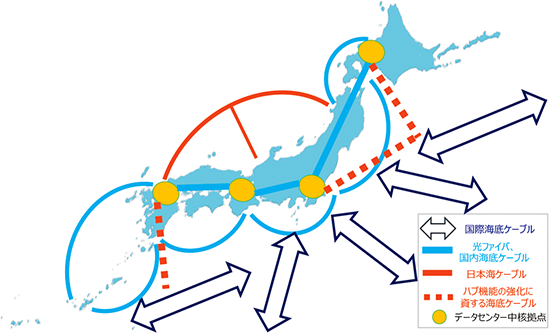 国際海底ケーブル
光ファイバ、
国内海底ケーブル
日本海ケーブル
ハブ機能の強化に
資する海底ケーブル
データセンター中核拠点